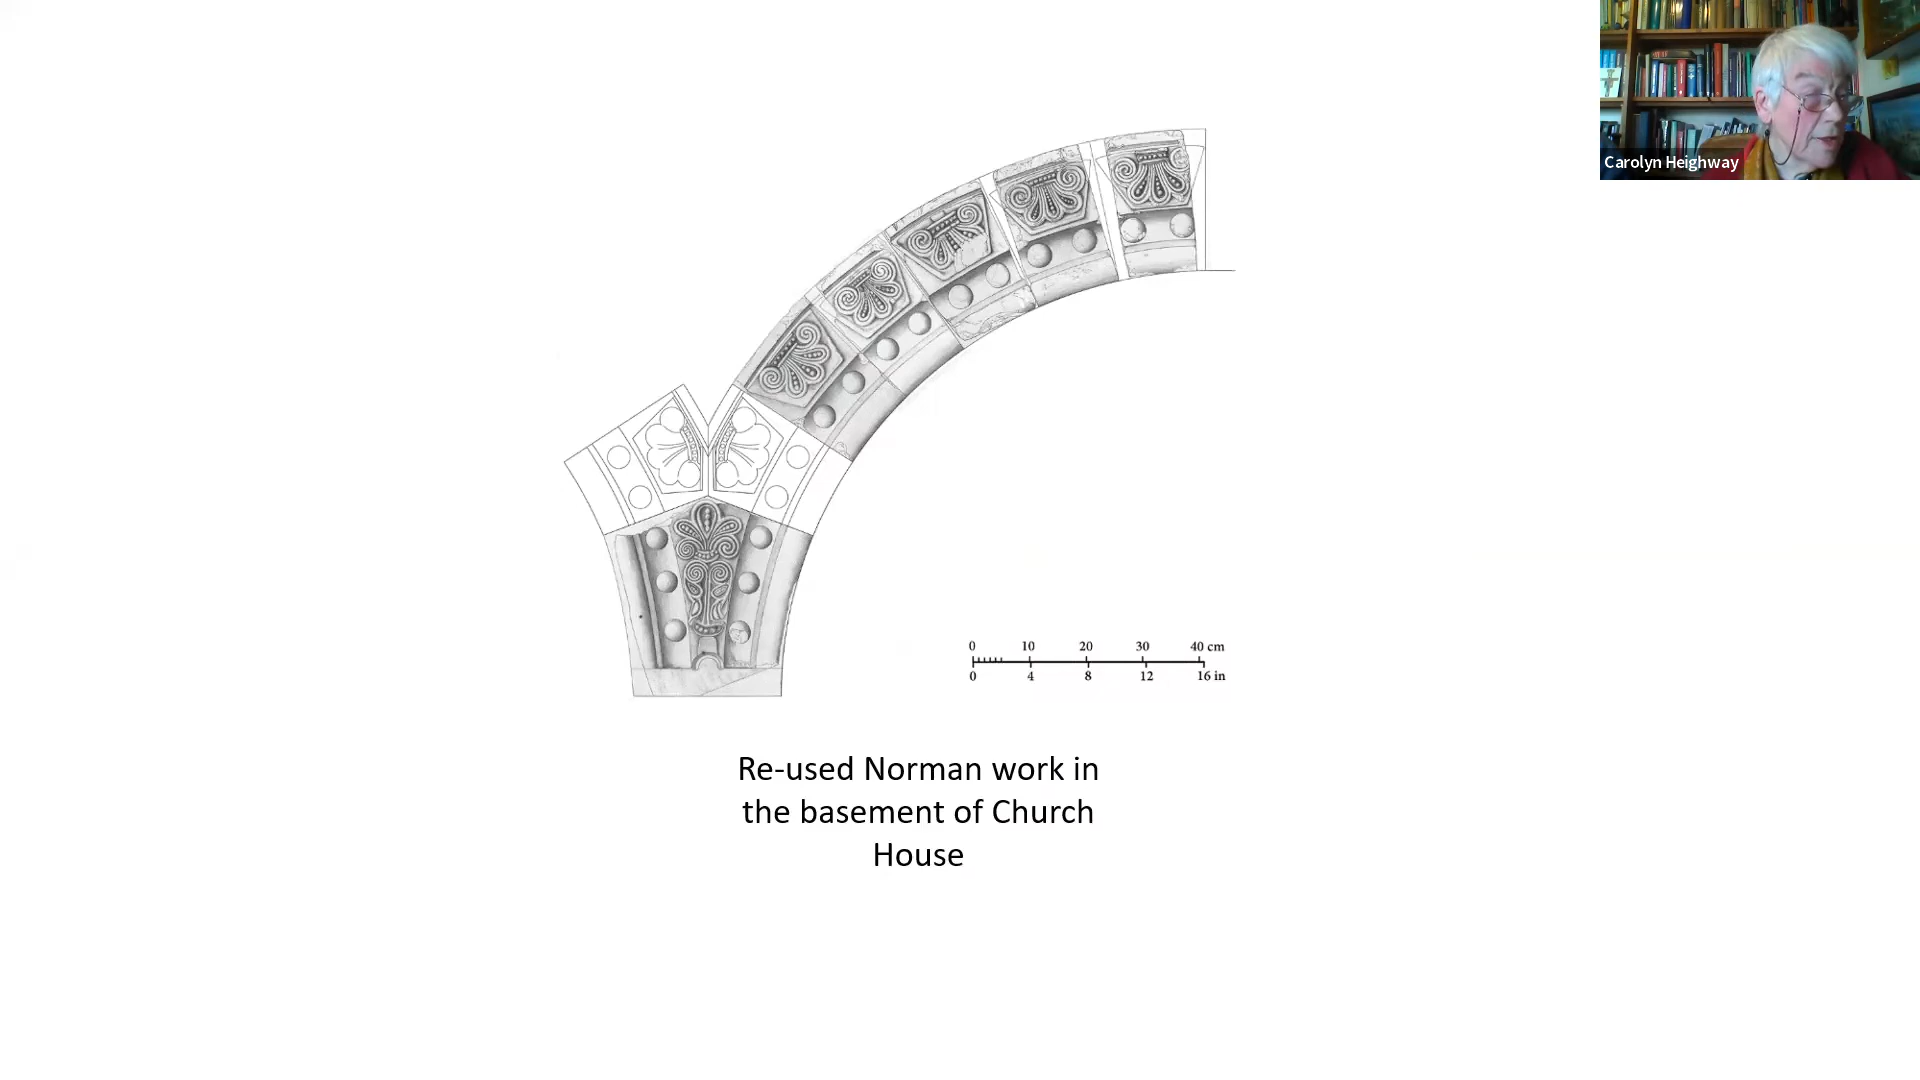 Carolyn Heighway
0 10 20 30 40 cm
0 4 8 12 16 in
Re-used Norman work in
the basement of Church
House